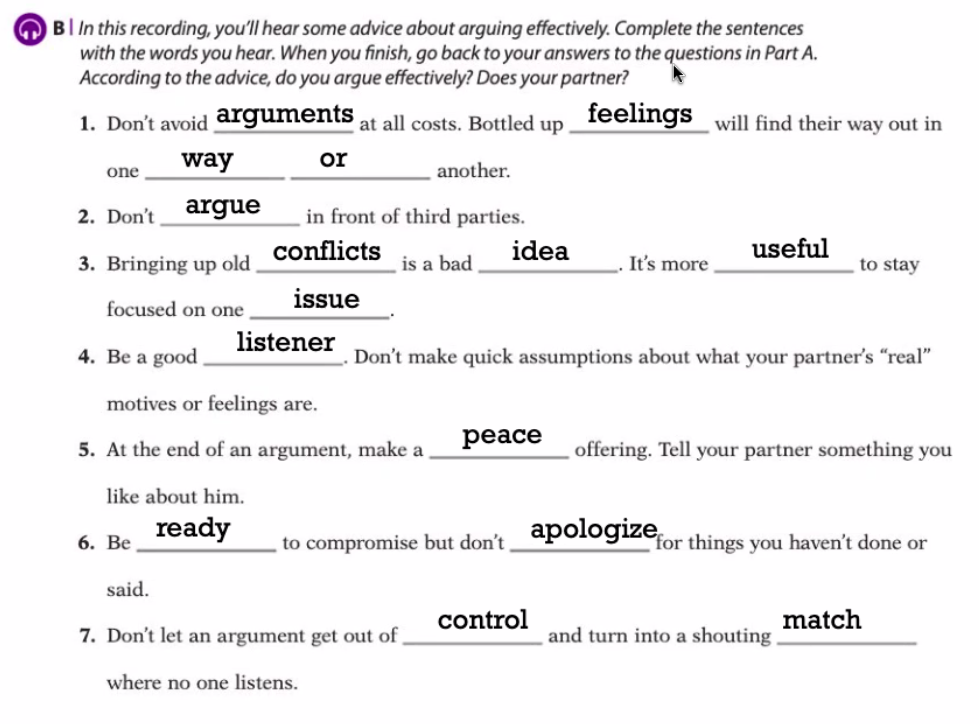 B | In this recording, you'll hear some advice about arguing effectively. Complete the sentences
with the words you hear. When you finish, go back to your answers to the questions in Part A.
According to the advice, do you argue effectively? Does your partner?
1. Don't avoid arguments at all costs. Bottled up feelings will find their way out in
one way or another.
2. Don't argue in front of third parties.
3. Bringing up old conflicts is a bad idea. It's more useful to stay
focused on one issue.
4. Be a good listener. Don't make quick assumptions about what your partner's “real”
motives or feelings are.
5. At the end of an argument, make a peace offering. Tell your partner something you
like about him.
6. Be ready to compromise but don't apologize for things you haven't done or
said.
7. Don't let an argument get out of control and turn into a shouting match
where no one listens.